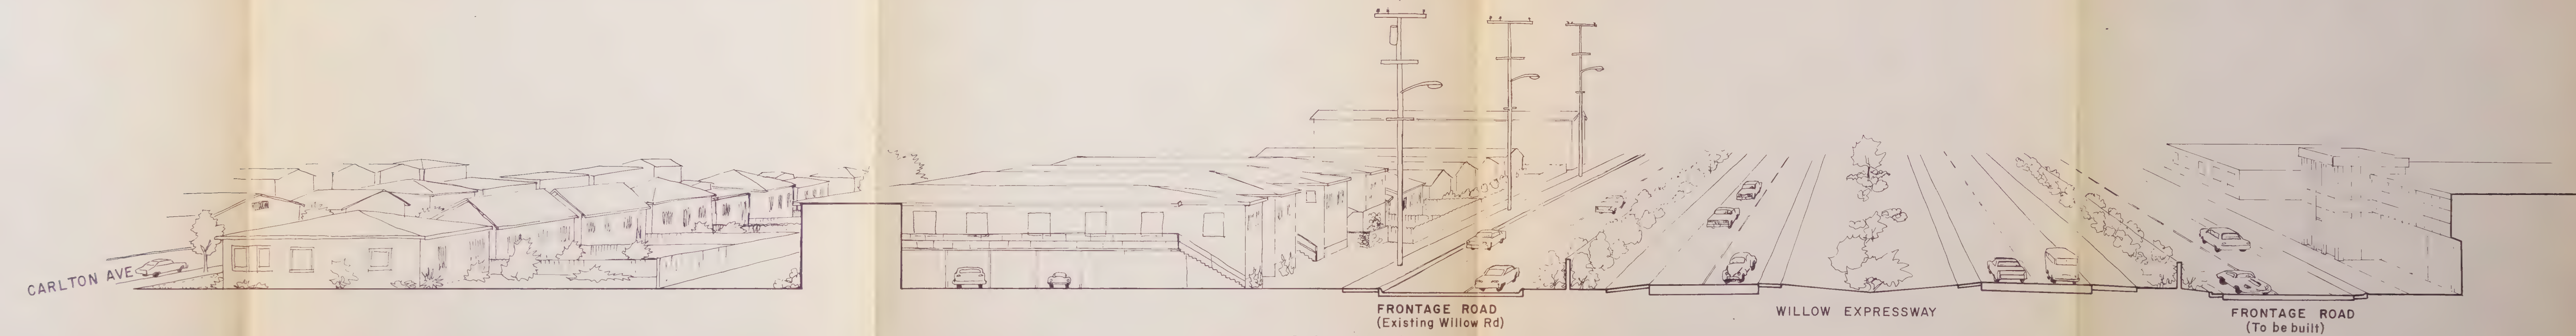 CARLTON AVE
FRONTAGE ROAD
(Existing Willow Rd)
WILLOW EXPRESSWAY
FRONTAGE ROAD
(To be built)